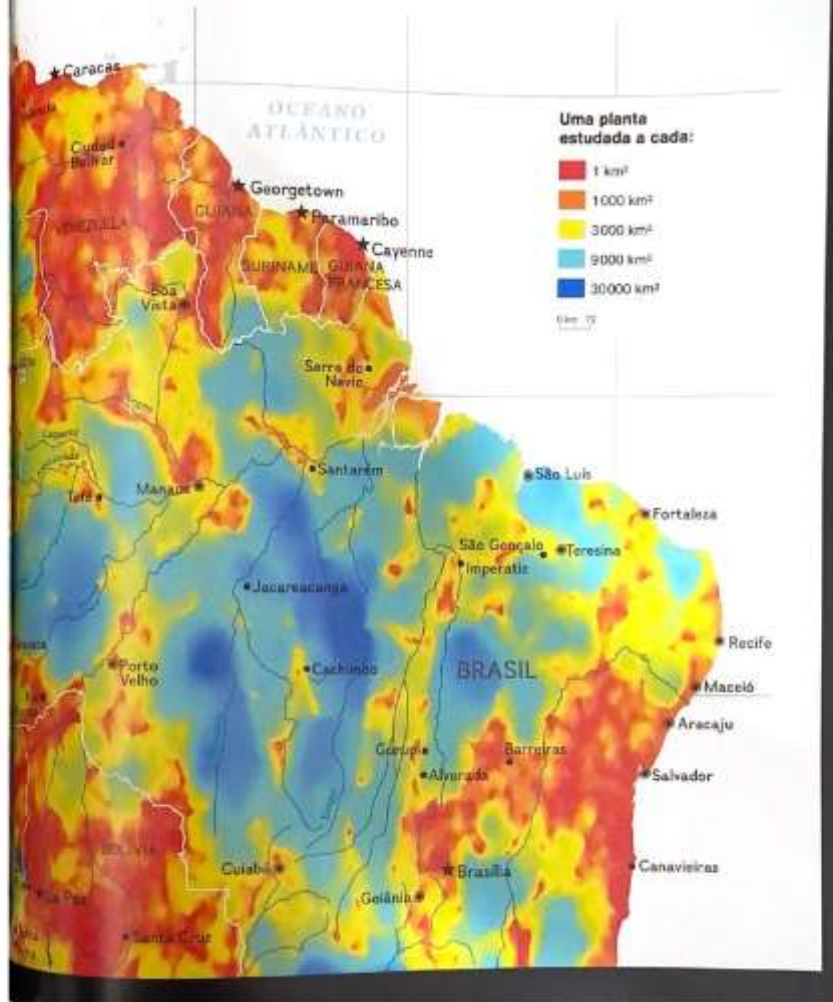 Caracas
OCEANO
ATLÂNTICO
Ciudad
Bolívar
VENEZUELA
Georgetown
GUIANA
Paramaribo
Cayenne
SURINAME
GUIANA
FRANCESA
Boa
Vista
Serra do
Navio
Uma planta
estudada a cada:
1 km²
1000 km²
3000 km²
9000 km²
30000 km²
Santarém
Manaus
Tefé
São Luís
Fortaleza
São Gonçalo
Teresina
Imperatiz
Jacareacanga
Recife
Porto
Velho
Cachimbo
BRASIL
Maceió
Aracaju
Gurupi
Barreiras
Alvorada
Salvador
BOLÍVIA
Cuiabá
Brasília
Canavieiras
Goiânia
La Paz
Santa Cruz